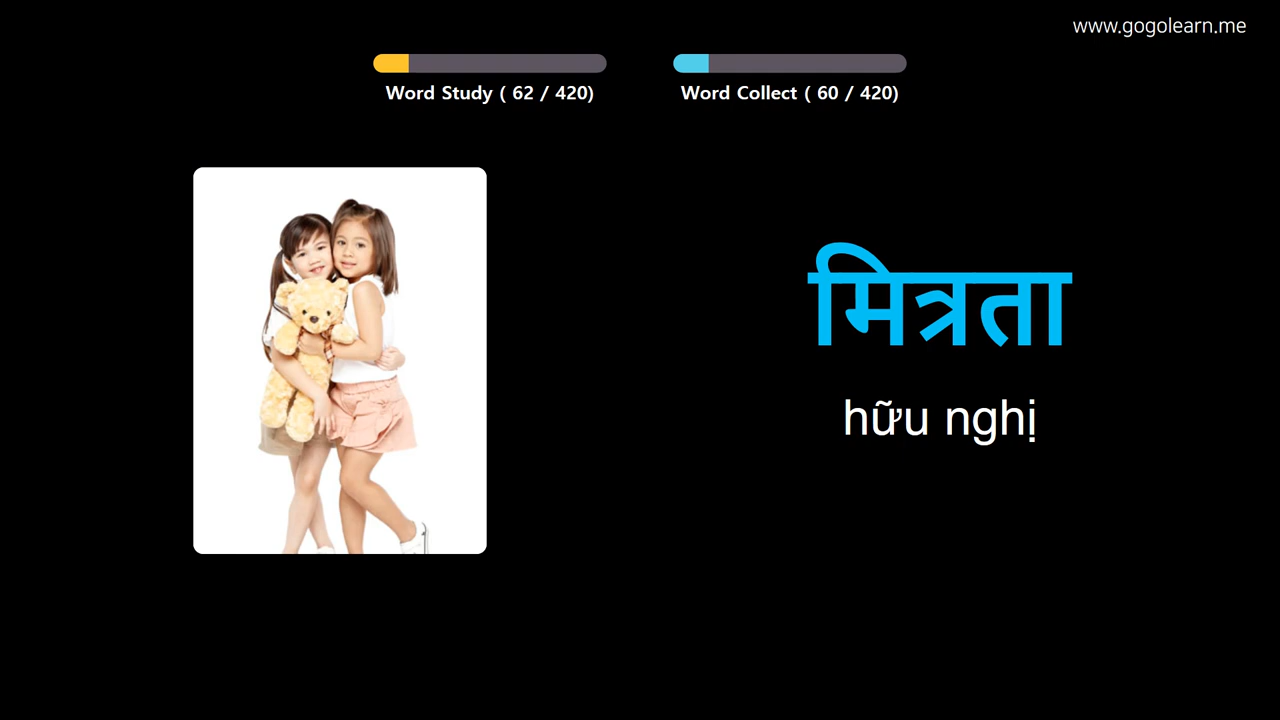 www.gogolearn.me
Word Study ( 62 / 420)
Word Collect ( 60 / 420)
मित्रता
hữu nghị